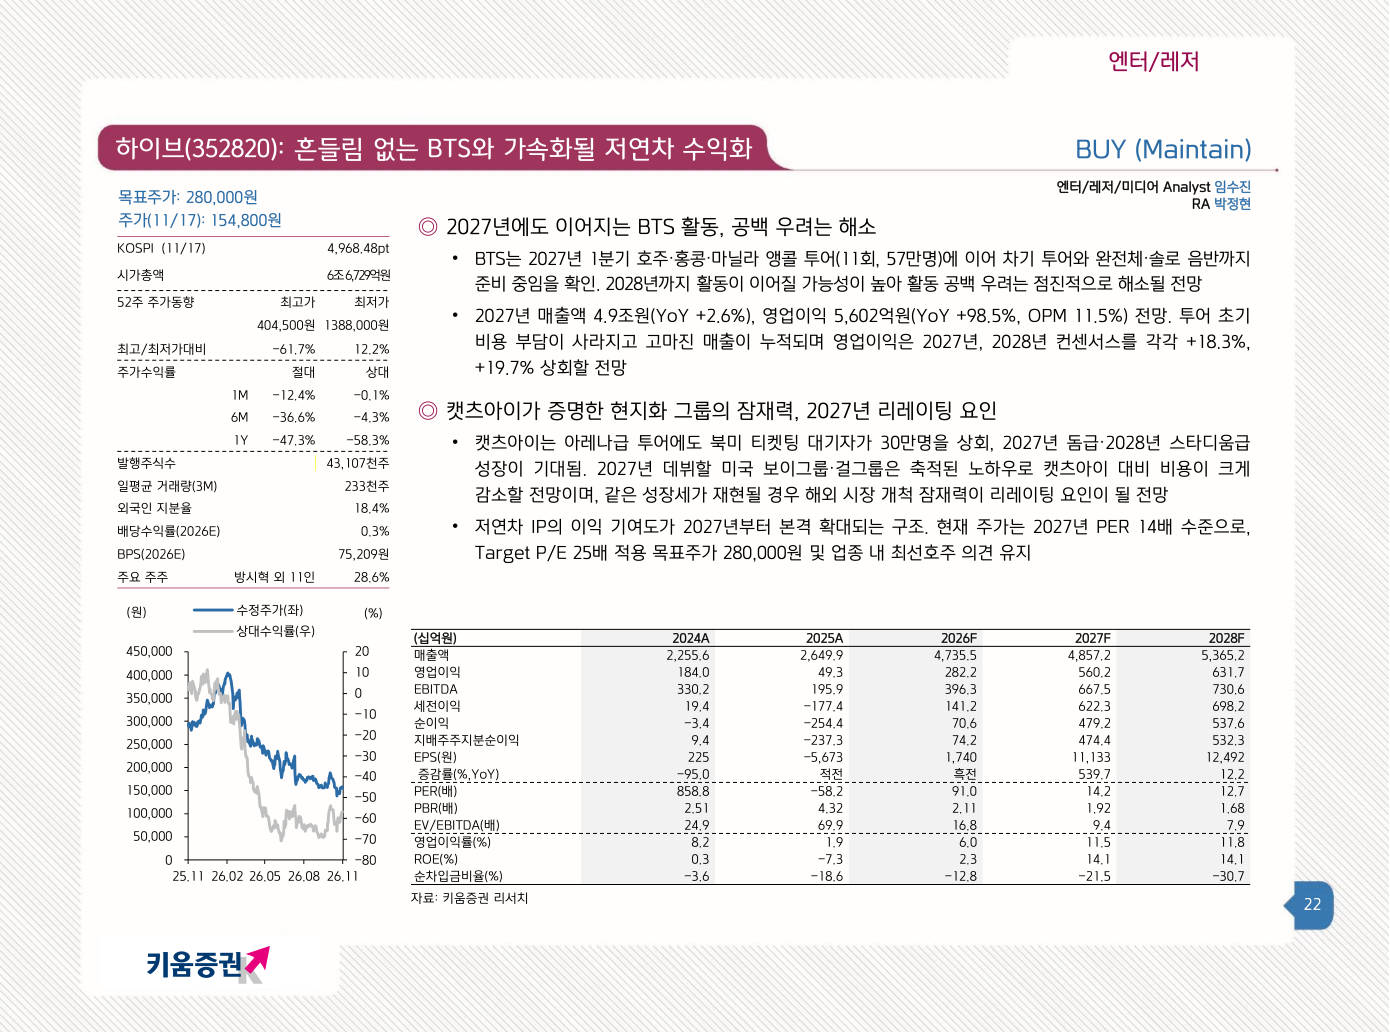 엔터/레저
하이브(352820): 흔들림 없는 BTS와 가속화될 저연차 수익화
BUY (Maintain)
엔터/레저/미디어 Analyst 임수진
RA 박정현
목표주가: 280,000원
주가(11/17): 154,800원
KOSPI (11/17) 4,968.48pt
시가총액 6조6,729억원
52주 주가동향 최고가 최저가
404,500원 1388,000원
최고/최저가대비 -61.7% 12.2%
주가수익률 절대 상대
1M -12.4% -0.1%
6M -36.6% -4.3%
1Y -47.3% -58.3%
발행주식수 43,107천주
일평균 거래량(3M) 233천주
외국인 지분율 18.4%
배당수익률(2026E) 0.3%
BPS(2026E) 75,209원
주요 주주 방시혁 외 11인 28.6%
(원) 수정주가(좌) (%)
상대수익률(우)
450,000 20
400,000 10
350,000 0
300,000 -10
250,000 -20
200,000 -30
150,000 -40
100,000 -50
50,000 -60
0 -70
-80
25.11 26.02 26.05 26.08 26.11
◎ 2027년에도 이어지는 BTS 활동, 공백 우려는 해소
• BTS는 2027년 1분기 호주·홍콩·마닐라 앵콜 투어(11회, 57만명)에 이어 차기 투어와 완전체·솔로 음반까지
준비 중임을 확인. 2028년까지 활동이 이어질 가능성이 높아 활동 공백 우려는 점진적으로 해소될 전망
• 2027년 매출액 4.9조원(YoY +2.6%), 영업이익 5,602억원(YoY +98.5%, OPM 11.5%) 전망. 투어 초기
비용 부담이 사라지고 고마진 매출이 누적되며 영업이익은 2027년, 2028년 컨센서스를 각각 +18.3%,
+19.7% 상회할 전망
◎ 캣츠아이가 증명한 현지화 그룹의 잠재력, 2027년 리레이팅 요인
• 캣츠아이는 아레나급 투어에도 북미 티켓팅 대기자가 30만명을 상회, 2027년 돔급·2028년 스타디움급
성장이 기대됨. 2027년 데뷔할 미국 보이그룹·걸그룹은 축적된 노하우로 캣츠아이 대비 비용이 크게
감소할 전망이며, 같은 성장세가 재현될 경우 해외 시장 개척 잠재력이 리레이팅 요인이 될 전망
• 저연차 IP의 이익 기여도가 2027년부터 본격 확대되는 구조. 현재 주가는 2027년 PER 14배 수준으로,
Target P/E 25배 적용 목표주가 280,000원 및 업종 내 최선호주 의견 유지
(십억원) 2024A 2025A 2026F 2027F 2028F
매출액 2,255.6 2,649.9 4,735.5 4,857.2 5,365.2
영업이익 184.0 49.3 282.2 560.2 631.7
EBITDA 330.2 195.9 396.3 667.5 730.6
세전이익 19.4 -177.4 141.2 622.3 698.2
순이익 -3.4 -254.4 70.6 479.2 537.6
지배주주지분순이익 9.4 -237.3 74.2 474.4 532.3
EPS(원) 225 -5,673 1,740 11,133 12,492
증감률(%,YoY) -95.0 적전 흑전 539.7 12.2
PER(배) 858.8 -58.2 91.0 14.2 12.7
PBR(배) 2.51 4.32 2.11 1.92 1.68
EV/EBITDA(배) 24.9 69.9 16.8 9.4 7.9
영업이익률(%) 8.2 1.9 6.0 11.5 11.8
ROE(%) 0.3 -7.3 2.3 14.1 14.1
순차입금비율(%) -3.6 -18.6 -12.8 -21.5 -30.7
자료: 키움증권 리서치
22
키움증권